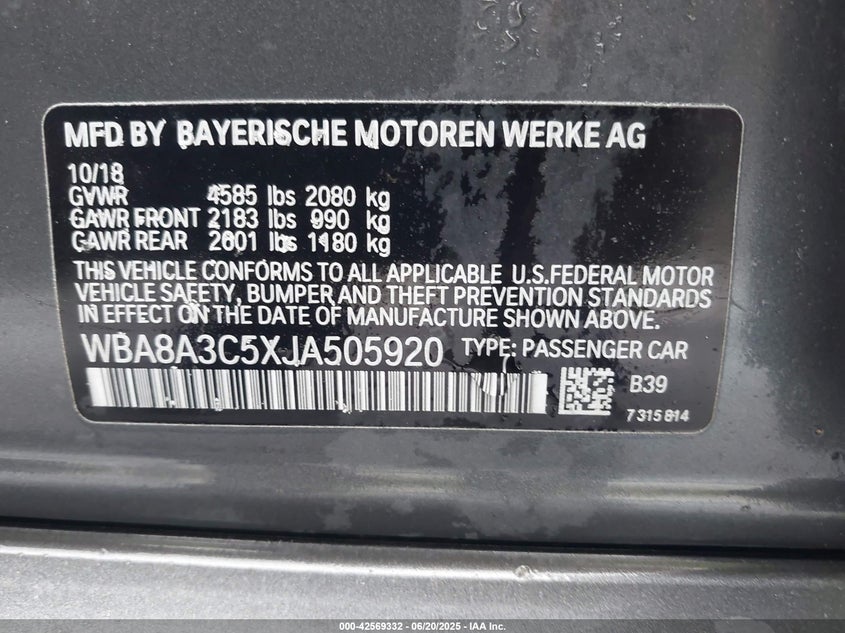 MFD BY BAYERISCHE MOTOREN WERKE AG
10/18
GVWR 4585 lbs 2080 kg
GAWR FRONT 2183 lbs 990 kg
GAWR REAR 2601 lbs 1180 kg
THIS VEHICLE CONFORMS TO ALL APPLICABLE U.S.FEDERAL MOTOR
VEHICLE SAFETY, BUMPER AND THEFT PREVENTION STANDARDS
IN EFFECT ON THE DATE OF MANUFACTURE SHOWN ABOVE.
WBA8A3C5XJA505920 TYPE: PASSENGER CAR
B39
7 315 814
000-42569332 - 06/20/2025 - IAA Inc.